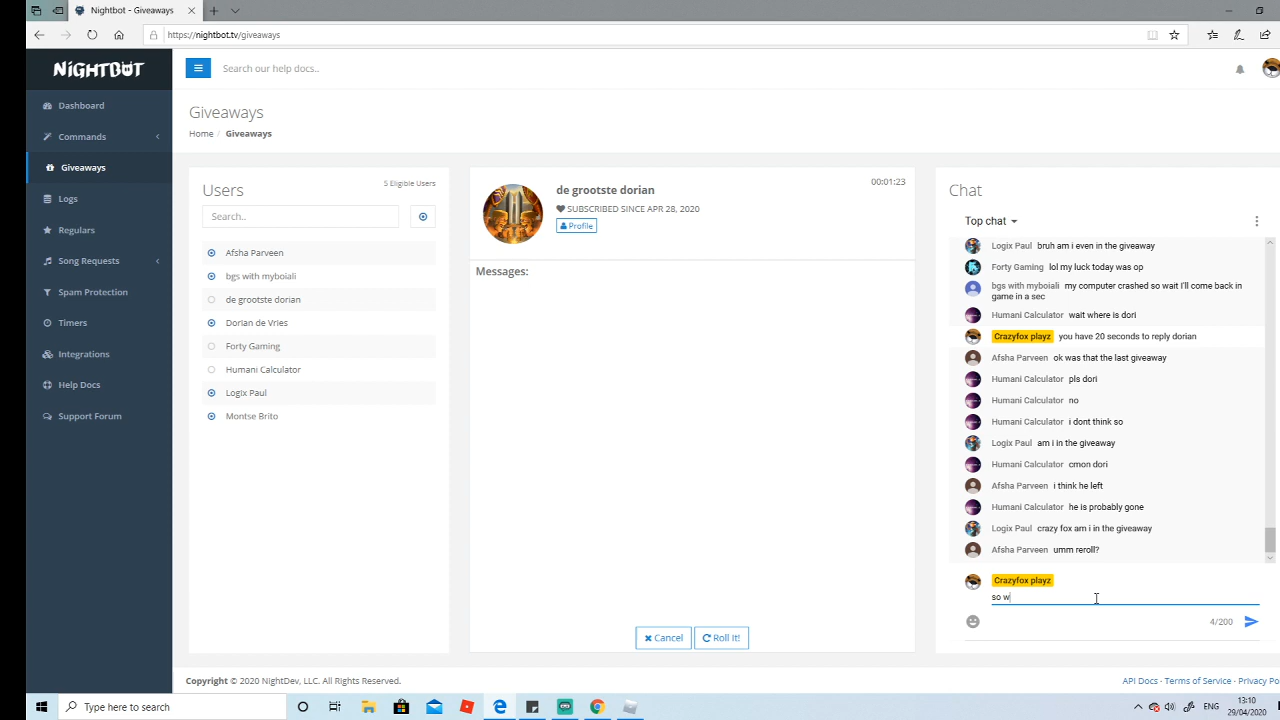 Nightbot - Giveaways
https://nightbot.tv/giveaways
NIGHTBOT
Search our help docs..
Dashboard
Commands
Giveaways
Logs
Regulars
Song Requests
Spam Protection
Timers
Integrations
Help Docs
Support Forum
Giveaways
Home / Giveaways
Users
5 Eligible Users
Search..
Afsha Parveen
bgs with myboiali
de grootste dorian
Dorian de Vries
Forty Gaming
Humani Calculator
Logix Paul
Montse Brito
de grootste dorian
00:01:23
SUBSCRIBED SINCE APR 28, 2020
Profile
Messages:
Cancel
Roll It!
Chat
Top chat
Logix Paul bruh am i even in the giveaway
Forty Gaming lol my luck today was op
bgs with myboiali my computer crashed so wait I'll come back in
game in a sec
Humani Calculator wait where is dori
Crazyfox playz you have 20 seconds to reply dorian
Afsha Parveen ok was that the last giveaway
Humani Calculator pls dori
Humani Calculator no
Humani Calculator i dont think so
Logix Paul am i in the giveaway
Humani Calculator cmon dori
Afsha Parveen i think he left
Humani Calculator he is probably gone
Logix Paul crazy fox am i in the giveaway
Afsha Parveen umm reroll?
Crazyfox playz
so w
4/200
Copyright © 2020 NightDev, LLC. All Rights Reserved.
API Docs - Terms of Service - Privacy Po
Type here to search
13:10
29/04/2020
ENG